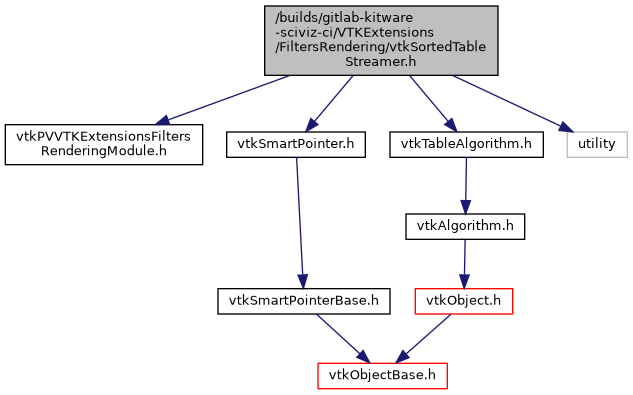 /builds/gitlab-kitware
-sciviz-ci/VTKExtensions
/FiltersRendering/vtkSortedTable
Streamer.h
vtkPVVTKExtensionsFilters
RenderingModule.h
vtkSmartPointer.h
vtkTableAlgorithm.h
utility
vtkAlgorithm.h
vtkSmartPointerBase.h
vtkObject.h
vtkObjectBase.h